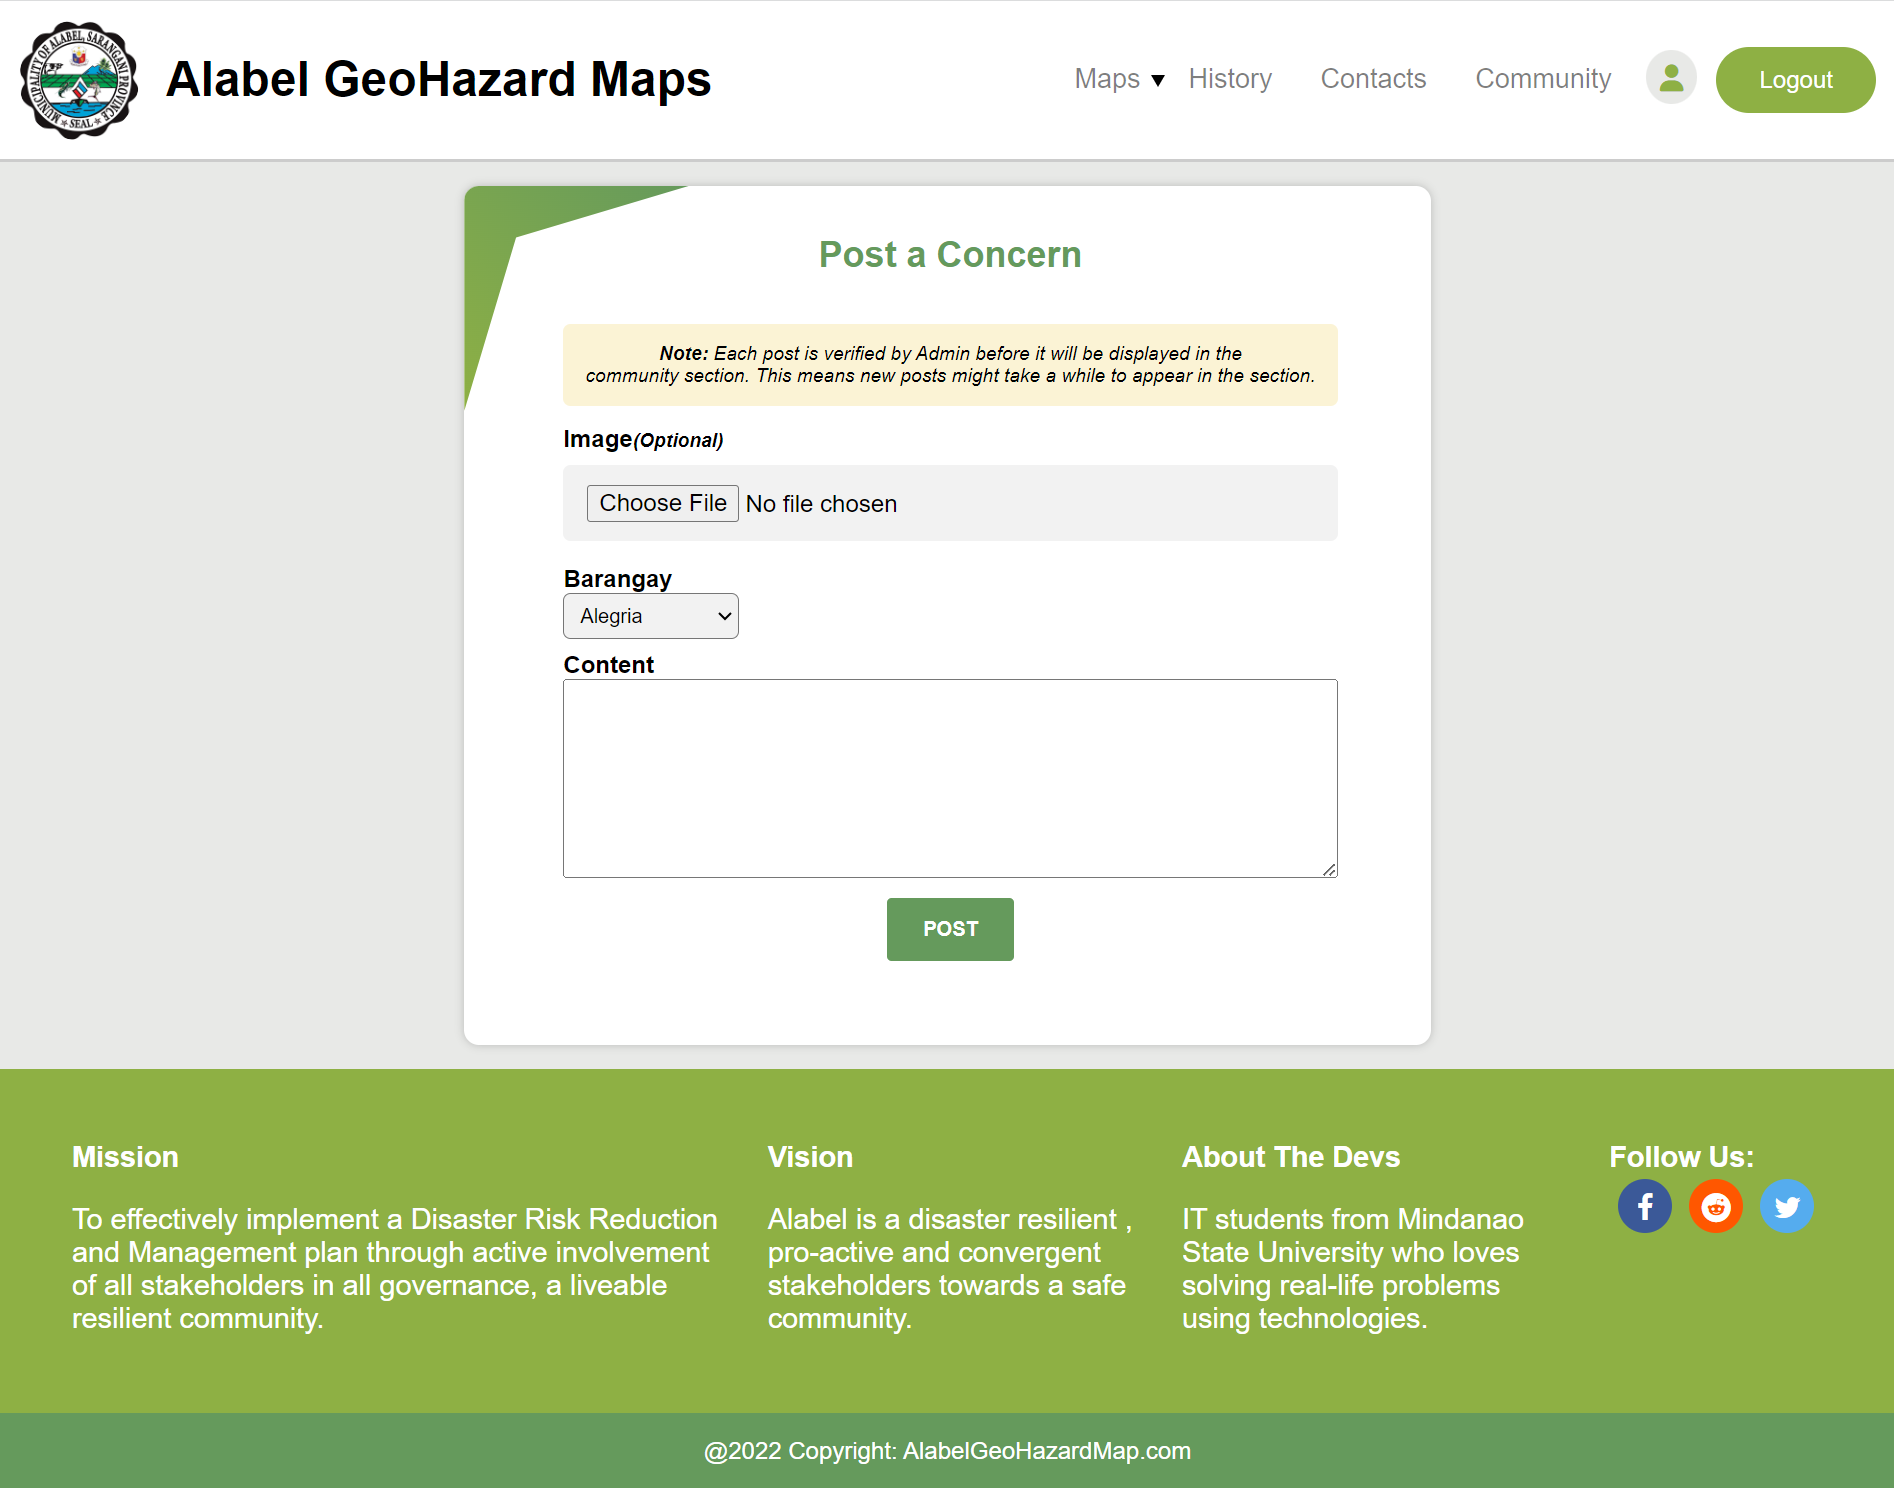 MUNICIPALITY OF ALABEL, SARANGANI PROVINCE
SEAL
Alabel GeoHazard Maps
Maps ▼ History Contacts Community Logout
Post a Concern
Note: Each post is verified by Admin before it will be displayed in the
community section. This means new posts might take a while to appear in the section.
Image(Optional)
Choose File No file chosen
Barangay
Alegria
Content
POST
Mission
To effectively implement a Disaster Risk Reduction
and Management plan through active involvement
of all stakeholders in all governance, a liveable
resilient community.
Vision
Alabel is a disaster resilient ,
pro-active and convergent
stakeholders towards a safe
community.
About The Devs
IT students from Mindanao
State University who loves
solving real-life problems
using technologies.
Follow Us:
@2022 Copyright: AlabelGeoHazardMap.com